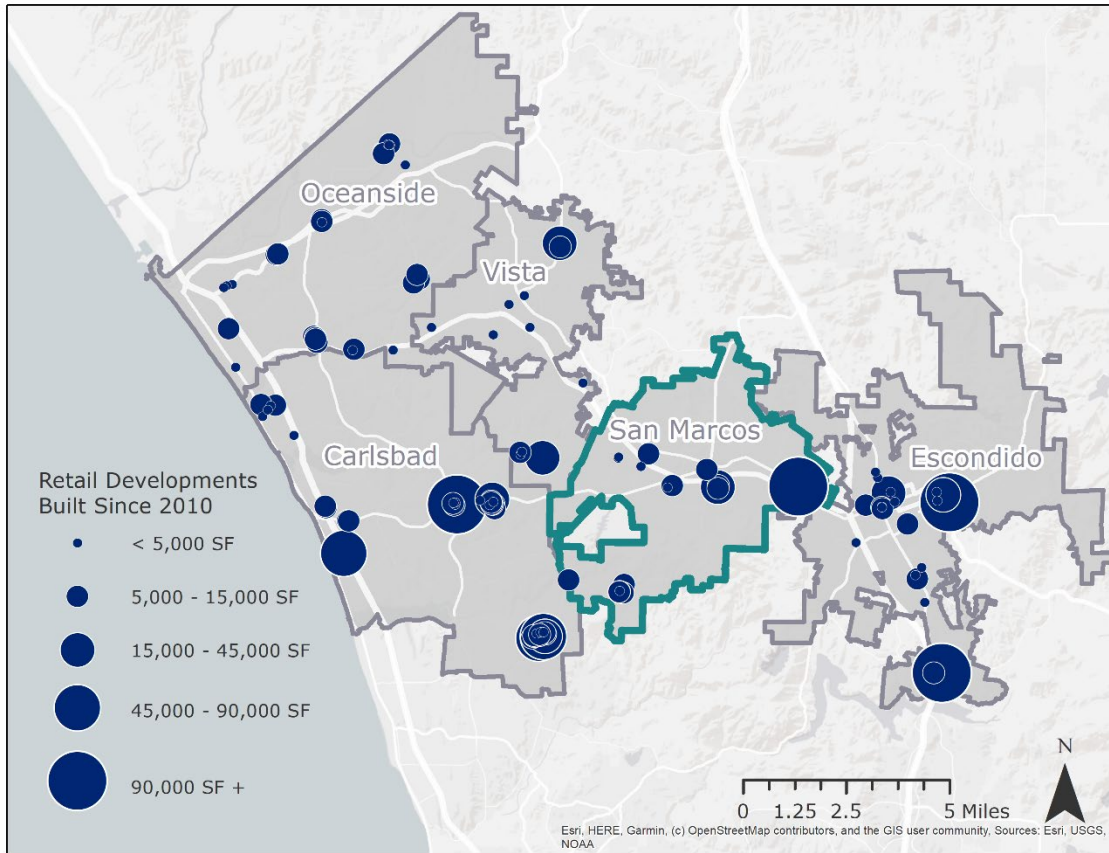 Oceanside
Vista
San Marcos
Escondido
Carlsbad
Retail Developments
Built Since 2010
< 5,000 SF
5,000 - 15,000 SF
15,000 - 45,000 SF
45,000 - 90,000 SF
90,000 SF +
N
0 1.25 2.5 5 Miles
Esri, HERE, Garmin, (c) OpenStreetMap contributors, and the GIS user community, Sources: Esri, USGS,
NOAA